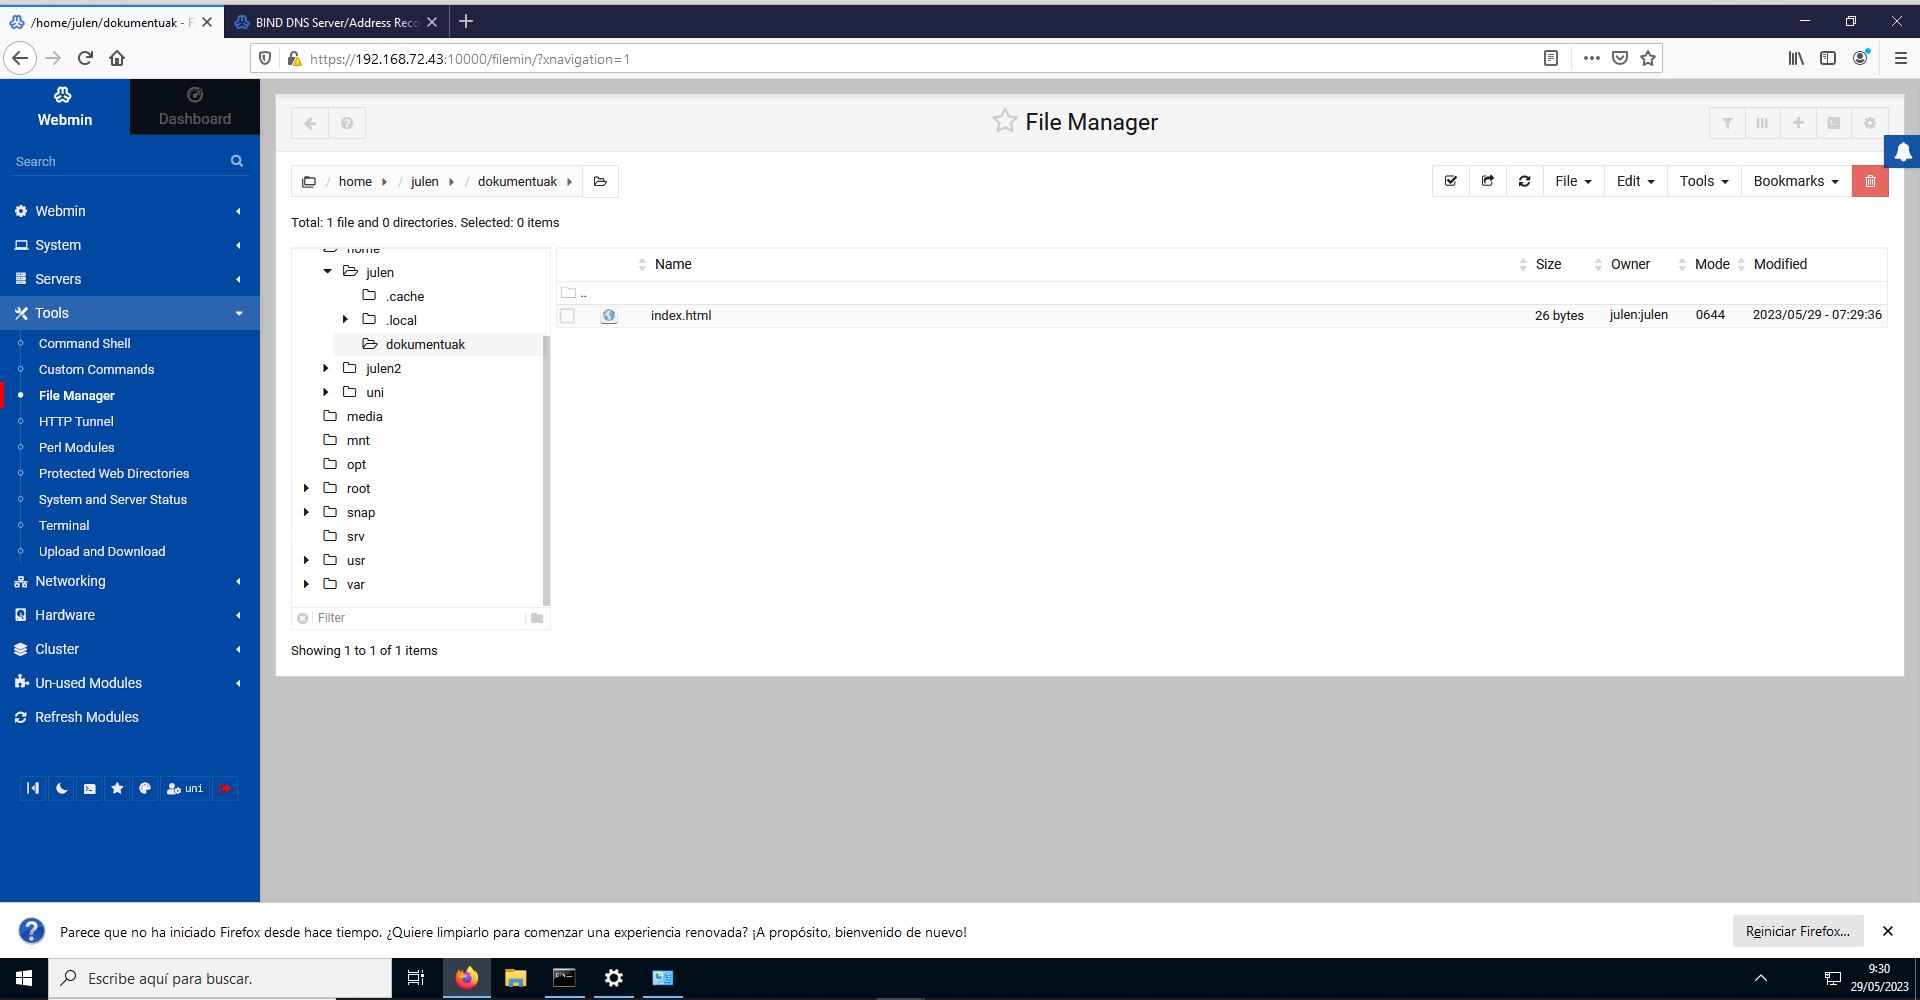 /home/julen/dokumentuak - F
BIND DNS Server/Address Reco
https://192.168.72.43:10000/filemin/?xnavigation=1
Webmin
Dashboard
Search
Webmin
System
Servers
Tools
Command Shell
Custom Commands
File Manager
HTTP Tunnel
Perl Modules
Protected Web Directories
System and Server Status
Terminal
Upload and Download
Networking
Hardware
Cluster
Un-used Modules
Refresh Modules
uni
File Manager
/ home / julen / dokumentuak
File Edit Tools Bookmarks
Total: 1 file and 0 directories. Selected: 0 items
home
julen
.cache
.local
dokumentuak
julen2
uni
media
mnt
opt
root
snap
srv
usr
var
Filter
Name Size Owner Mode Modified
..
index.html 26 bytes julen:julen 0644 2023/05/29 - 07:29:36
Showing 1 to 1 of 1 items
Parece que no ha iniciado Firefox desde hace tiempo. ¿Quiere limpiarlo para comenzar una experiencia renovada? ¡A propósito, bienvenido de nuevo!
Reiniciar Firefox...
Escribe aquí para buscar.
9:30
29/05/2023